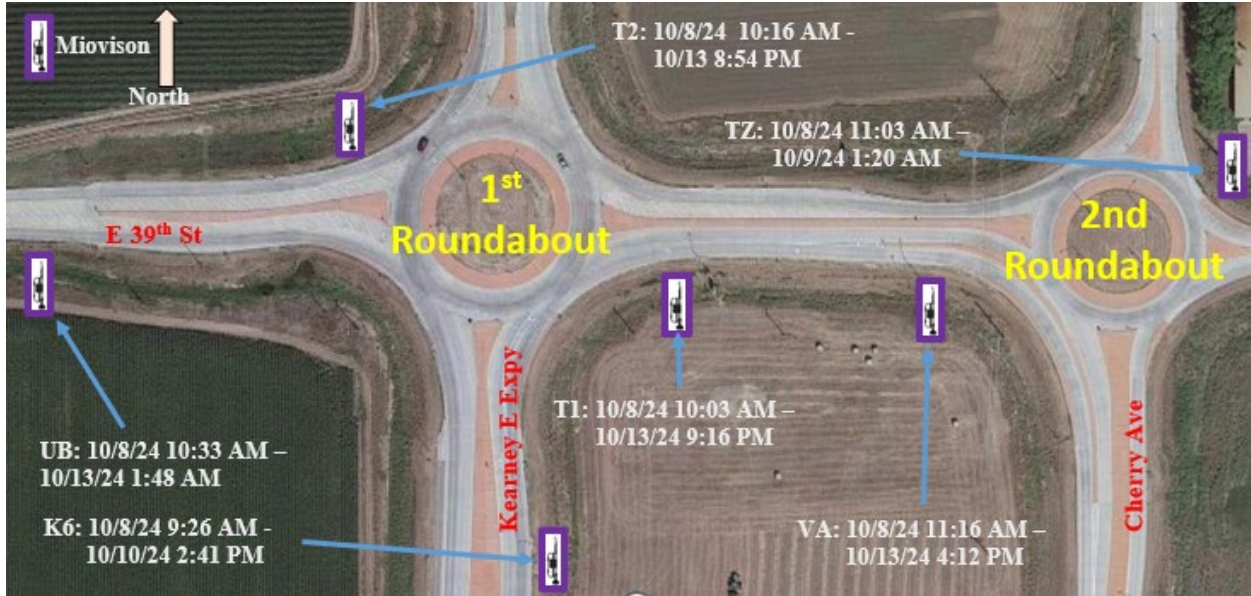 Miovison
North
T2: 10/8/24 10:16 AM -
10/13 8:54 PM
TZ: 10/8/24 11:03 AM –
10/9/24 1:20 AM
1st
Roundabout
2nd
Roundabout
E 39th St
Kearney E Expy
Cherry Ave
T1: 10/8/24 10:03 AM –
10/13/24 9:16 PM
UB: 10/8/24 10:33 AM –
10/13/24 1:48 AM
K6: 10/8/24 9:26 AM -
10/10/24 2:41 PM
VA: 10/8/24 11:16 AM –
10/13/24 4:12 PM